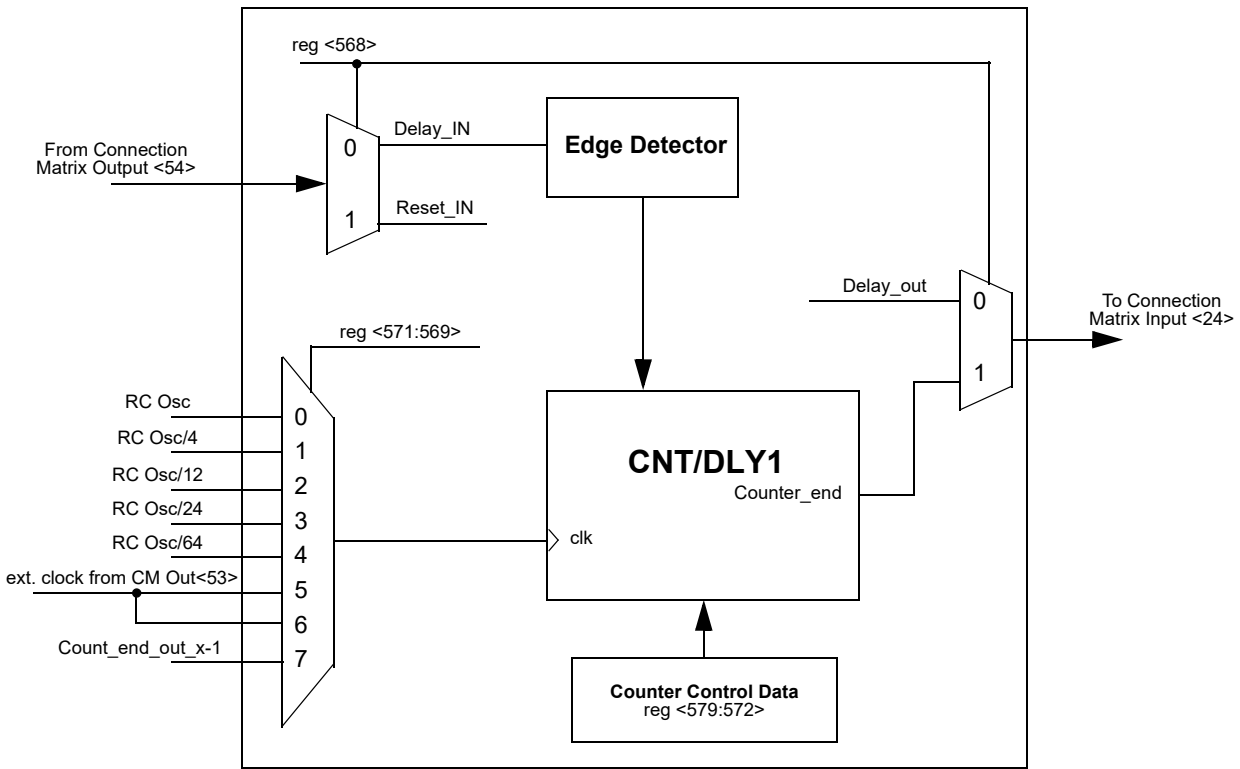 reg <568>
From Connection
Matrix Output <54>
0
1
Delay_IN
Reset_IN
Edge Detector
Delay_out
0
1
To Connection
Matrix Input <24>
reg <571:569>
RC Osc
RC Osc/4
RC Osc/12
RC Osc/24
RC Osc/64
ext. clock from CM Out<53>
Count_end_out_x-1
0
1
2
3
4
5
6
7
CNT/DLY1
Counter_end
clk
Counter Control Data
reg <579:572>